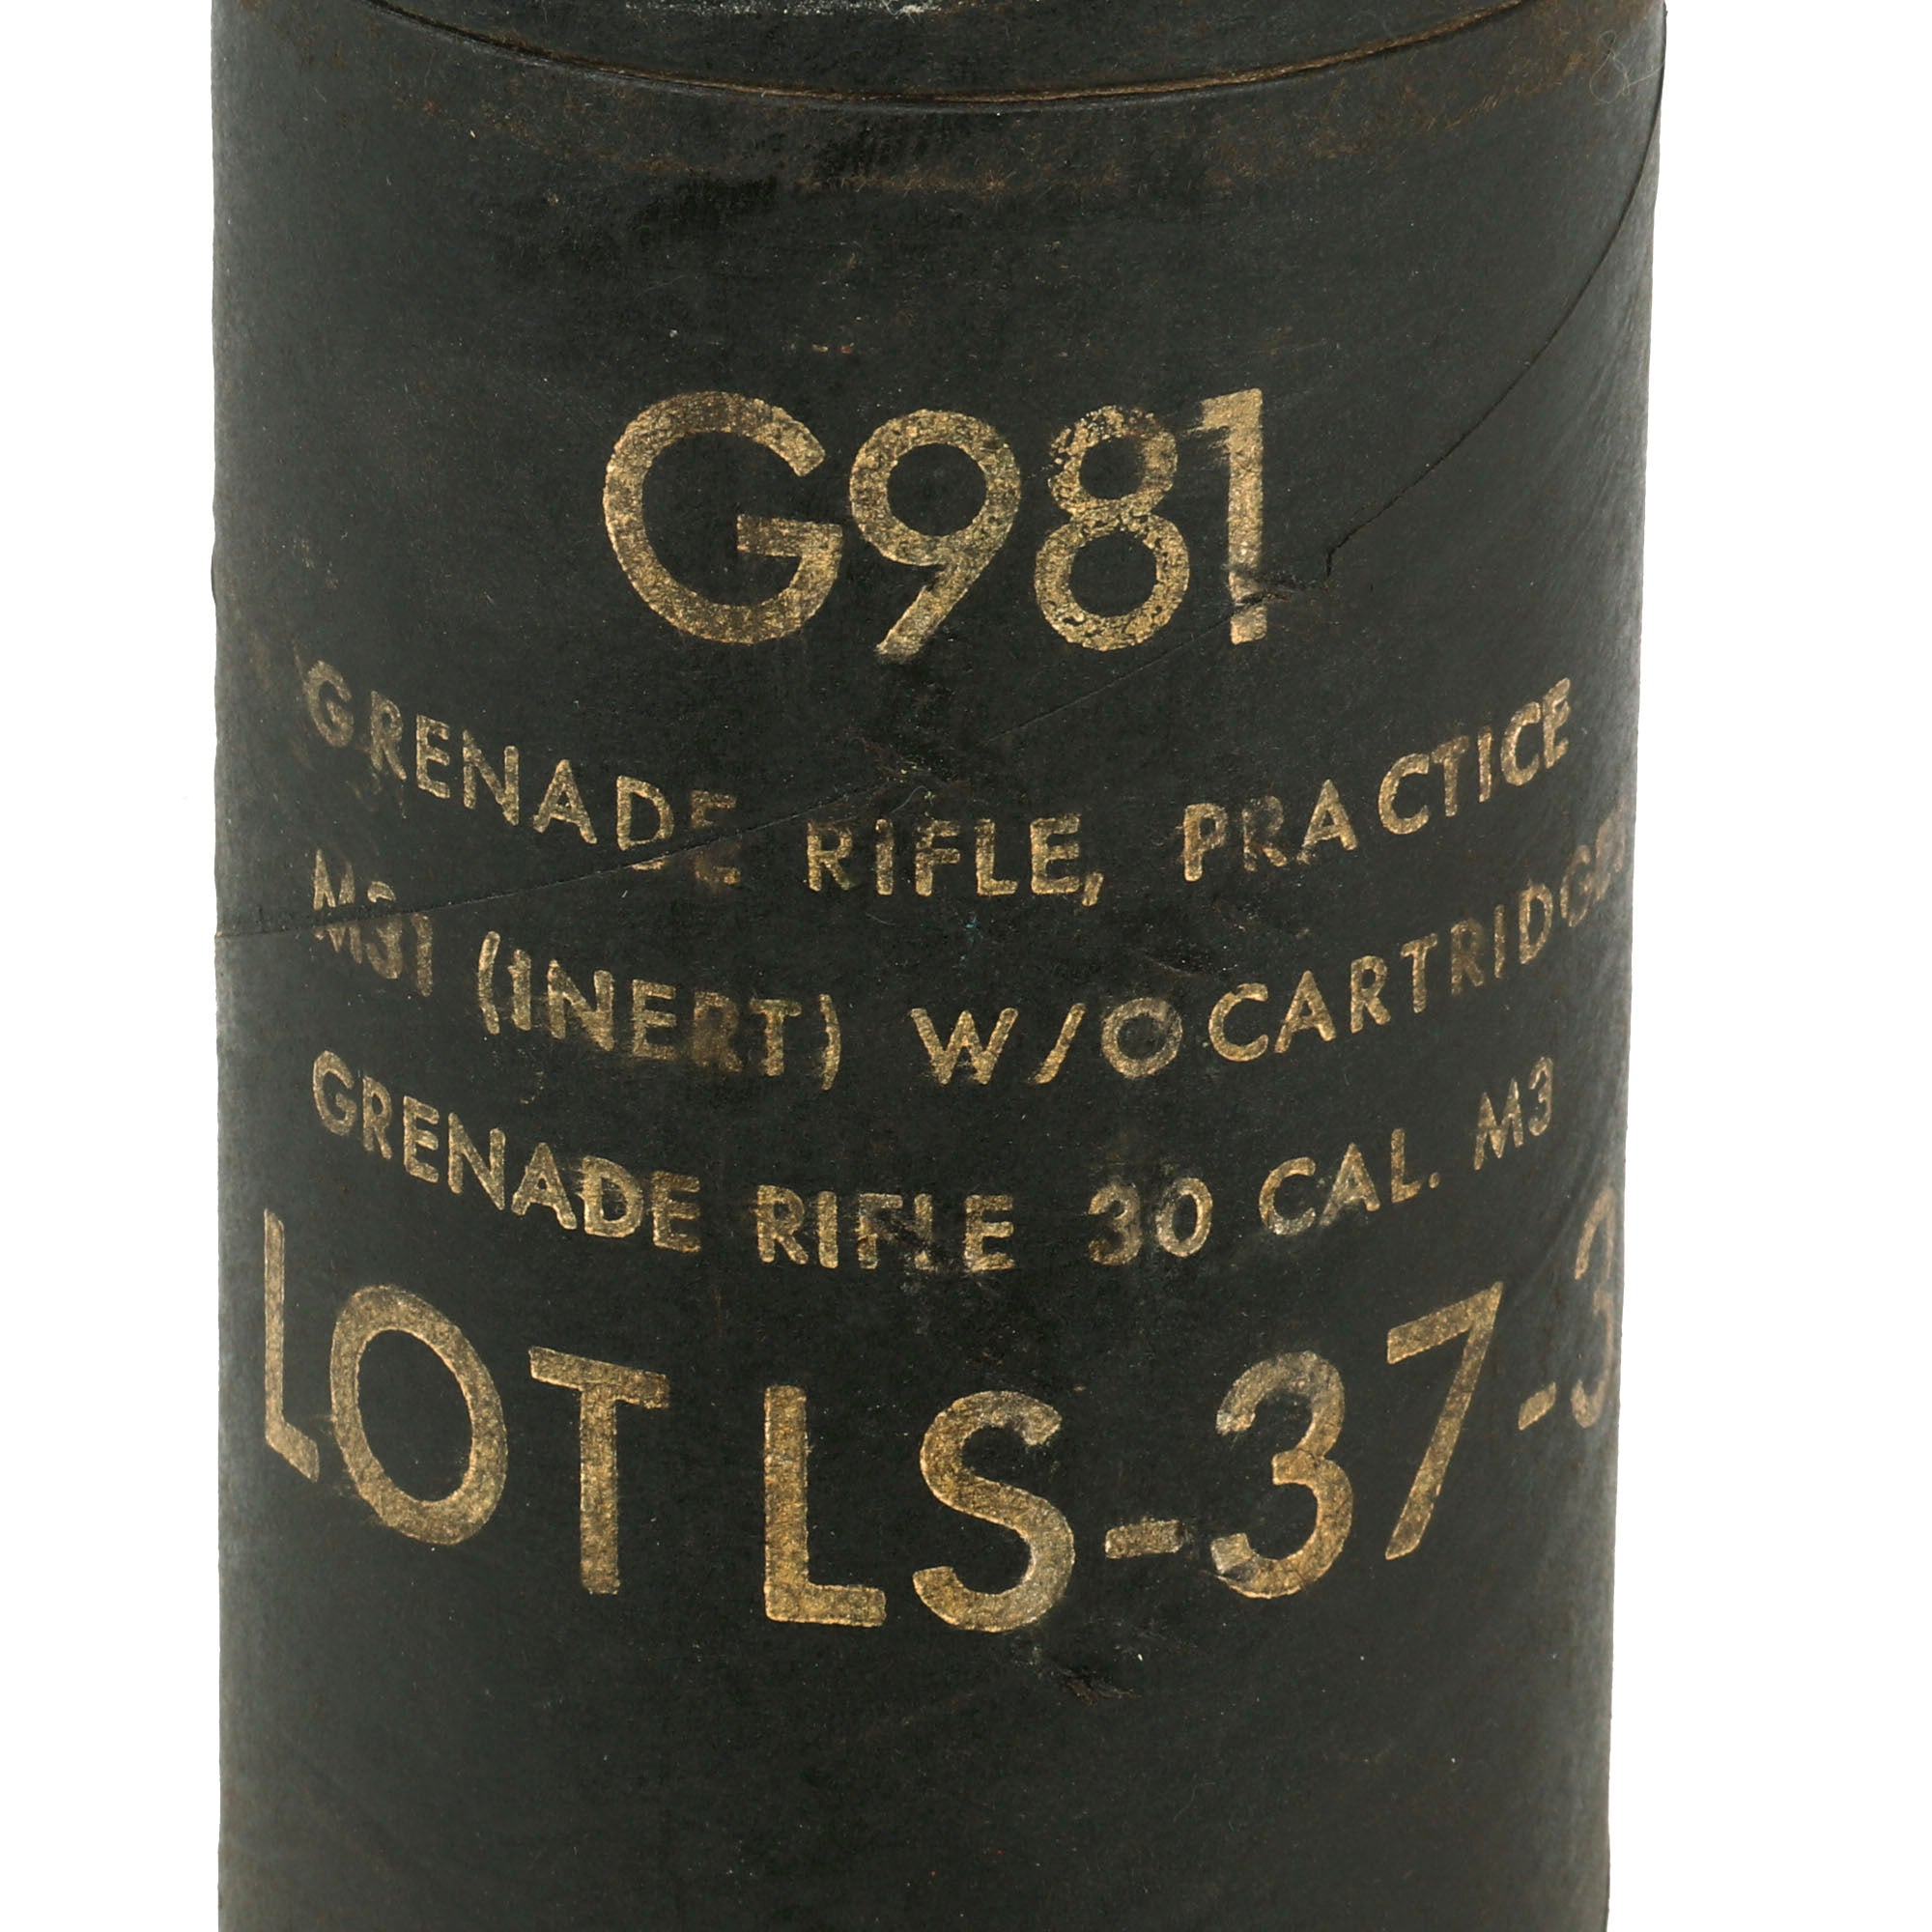 G981
GRENADE RIFLE, PRACTICE
M31 (INERT) W/O CARTRIDGE
GRENADE RIFLE 30 CAL. M3
LOT LS-37-3